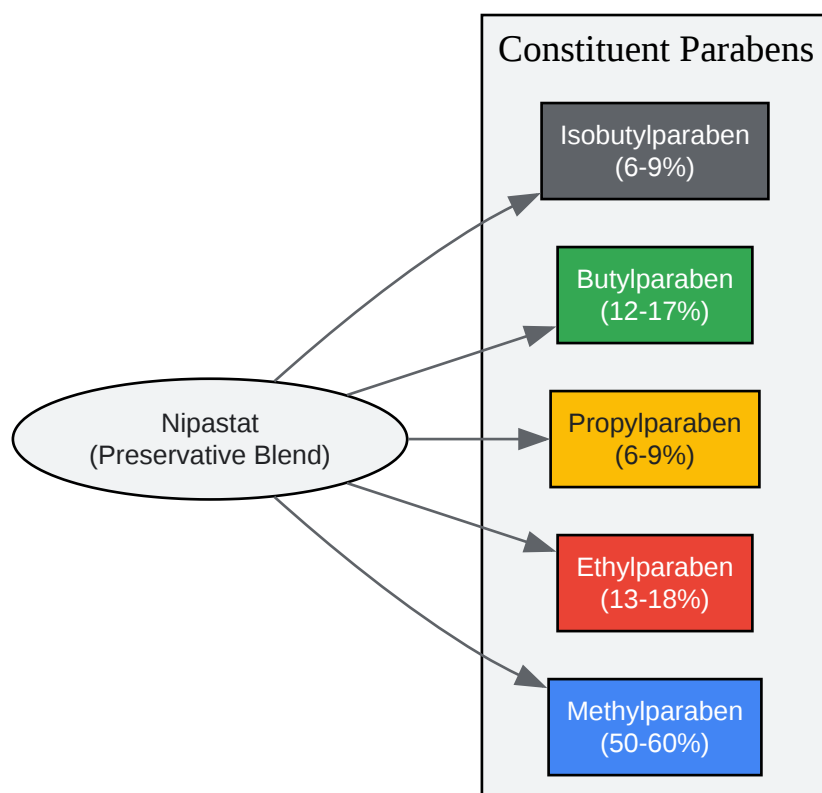 Constituent Parabens
Isobutylparaben
(6-9%)
Butylparaben
(12-17%)
Nipastat
(Preservative Blend)
Propylparaben
(6-9%)
Ethylparaben
(13-18%)
Methylparaben
(50-60%)